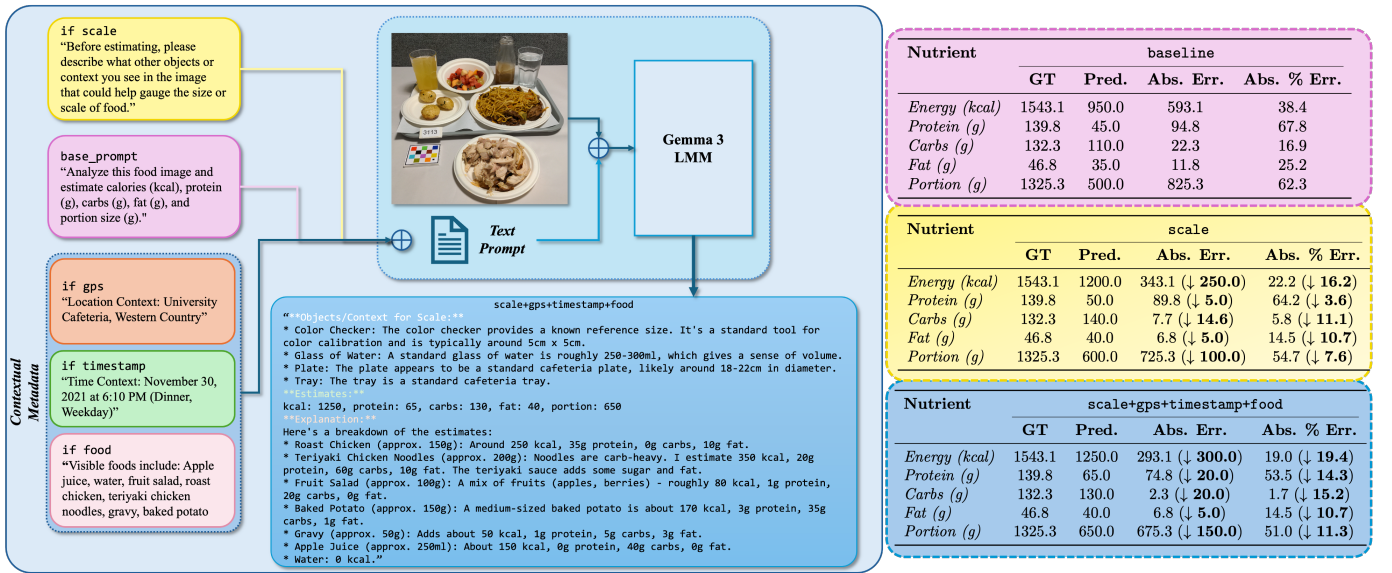 if scale
“Before estimating, please
describe what other objects or
context you see in the image
that could help gauge the size or
scale of food.”
base_prompt
“Analyze this food image and
estimate calories (kcal), protein
(g), carbs (g), fat (g), and
portion size (g)."
Contextual
Metadata
if gps
“Location Context: University
Cafeteria, Western Country”
if timestamp
“Time Context: November 30,
2021 at 6:10 PM (Dinner,
Weekday)”
if food
“Visible foods include: Apple
juice, water, fruit salad, roast
chicken, teriyaki chicken
noodles, gravy, baked potato
3113
Text
Prompt
Gemma 3
LMM
scale+gps+timestamp+food
“**Objects/Context for Scale:**
* Color Checker: The color checker provides a known reference size. It's a standard tool for
color calibration and is typically around 5cm x 5cm.
* Glass of Water: A standard glass of water is roughly 250-300ml, which gives a sense of volume.
* Plate: The plate appears to be a standard cafeteria plate, likely around 18-22cm in diameter.
* Tray: The tray is a standard cafeteria tray.
**Estimates:**
kcal: 1250, protein: 65, carbs: 130, fat: 40, portion: 650
**Explanation:**
Here's a breakdown of the estimates:
* Roast Chicken (approx. 150g): Around 250 kcal, 35g protein, 0g carbs, 10g fat.
* Teriyaki Chicken Noodles (approx. 200g): Noodles are carb-heavy. I estimate 350 kcal, 20g
protein, 60g carbs, 10g fat. The teriyaki sauce adds some sugar and fat.
* Fruit Salad (approx. 100g): A mix of fruits (apples, berries) - roughly 80 kcal, 1g protein,
20g carbs, 0g fat.
* Baked Potato (approx. 150g): A medium-sized baked potato is about 170 kcal, 3g protein, 35g
carbs, 1g fat.
* Gravy (approx. 50g): Adds about 50 kcal, 1g protein, 5g carbs, 3g fat.
* Apple Juice (approx. 250ml): About 150 kcal, 0g protein, 40g carbs, 0g fat.
* Water: 0 kcal.”
Nutrient baseline
GT Pred. Abs. Err. Abs. % Err.
Energy (kcal) 1543.1 950.0 593.1 38.4
Protein (g) 139.8 45.0 94.8 67.8
Carbs (g) 132.3 110.0 22.3 16.9
Fat (g) 46.8 35.0 11.8 25.2
Portion (g) 1325.3 500.0 825.3 62.3
Nutrient scale
GT Pred. Abs. Err. Abs. % Err.
Energy (kcal) 1543.1 1200.0 343.1 (↓ 250.0) 22.2 (↓ 16.2)
Protein (g) 139.8 50.0 89.8 (↓ 5.0) 64.2 (↓ 3.6)
Carbs (g) 132.3 140.0 7.7 (↓ 14.6) 5.8 (↓ 11.1)
Fat (g) 46.8 40.0 6.8 (↓ 5.0) 14.5 (↓ 10.7)
Portion (g) 1325.3 600.0 725.3 (↓ 100.0) 54.7 (↓ 7.6)
Nutrient scale+gps+timestamp+food
GT Pred. Abs. Err. Abs. % Err.
Energy (kcal) 1543.1 1250.0 293.1 (↓ 300.0) 19.0 (↓ 19.4)
Protein (g) 139.8 65.0 74.8 (↓ 20.0) 53.5 (↓ 14.3)
Carbs (g) 132.3 130.0 2.3 (↓ 20.0) 1.7 (↓ 15.2)
Fat (g) 46.8 40.0 6.8 (↓ 5.0) 14.5 (↓ 10.7)
Portion (g) 1325.3 650.0 675.3 (↓ 150.0) 51.0 (↓ 11.3)